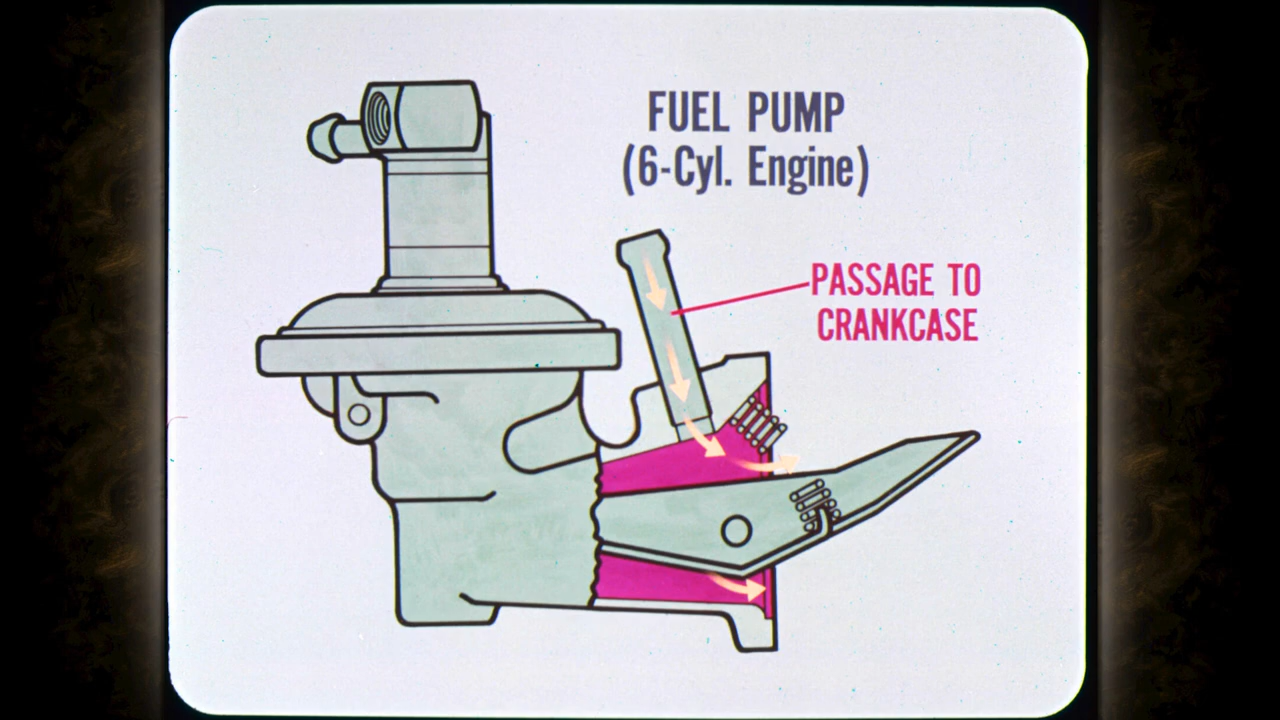 FUEL PUMP
(6-Cyl. Engine)
PASSAGE TO
CRANKCASE